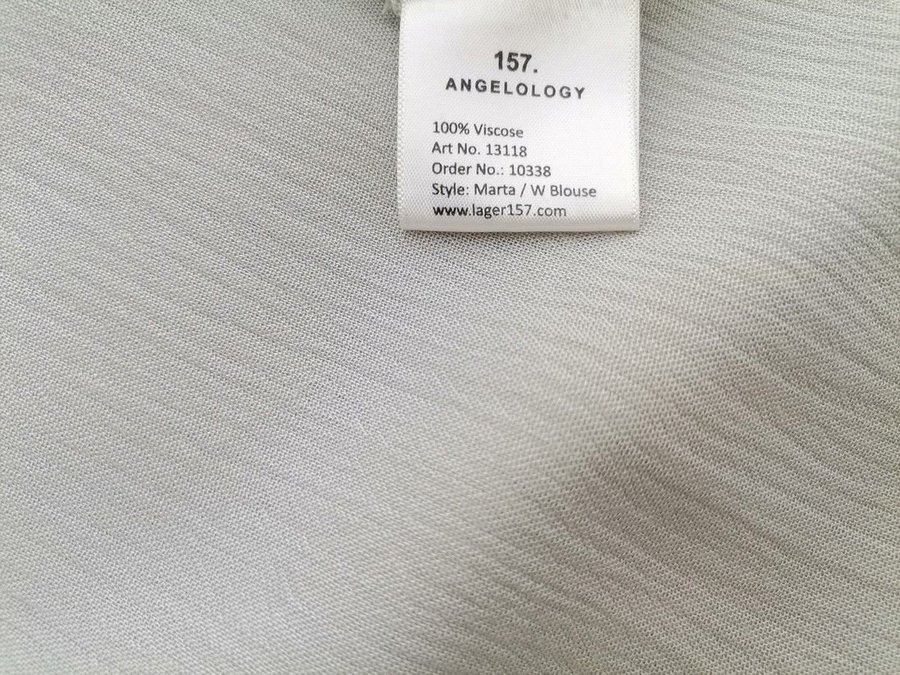 157.
ANGELOLOGY
100% Viscose
Art No. 13118
Order No.: 10338
Style: Marta / W Blouse
www.lager157.com